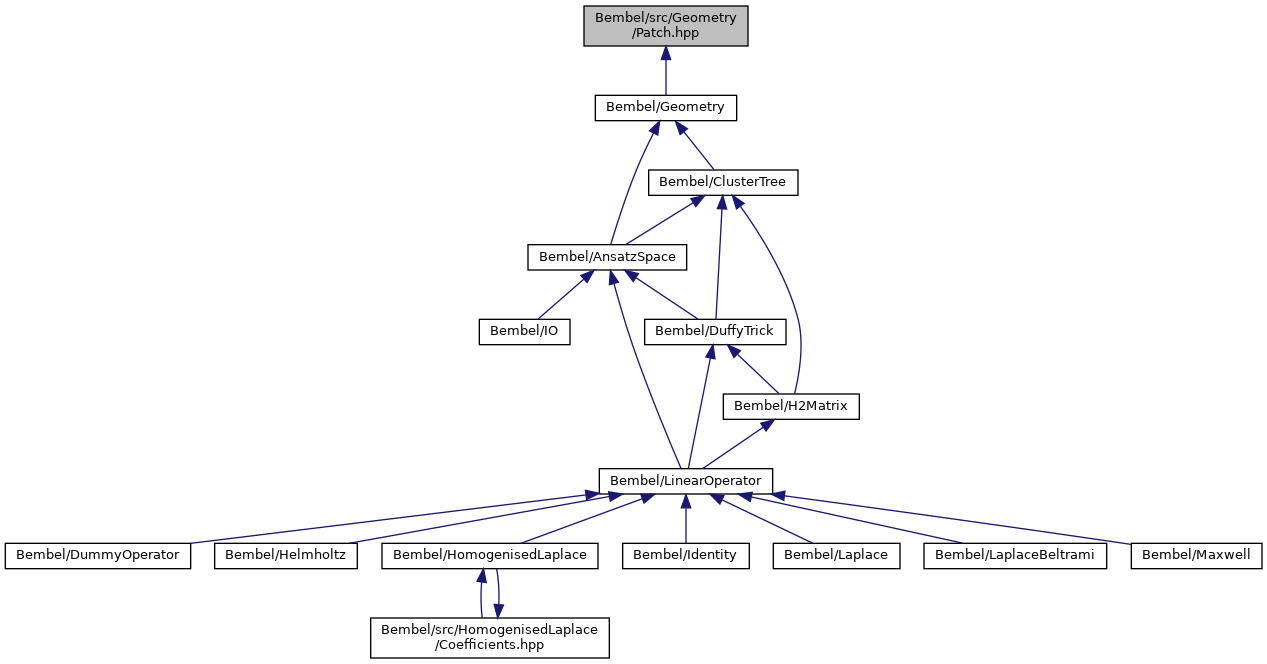 Bembel/src/Geometry
/Patch.hpp
Bembel/Geometry
Bembel/ClusterTree
Bembel/AnsatzSpace
Bembel/IO
Bembel/DuffyTrick
Bembel/H2Matrix
Bembel/LinearOperator
Bembel/DummyOperator
Bembel/Helmholtz
Bembel/HomogenisedLaplace
Bembel/Identity
Bembel/Laplace
Bembel/LaplaceBeltrami
Bembel/Maxwell
Bembel/src/HomogenisedLaplace
/Coefficients.hpp